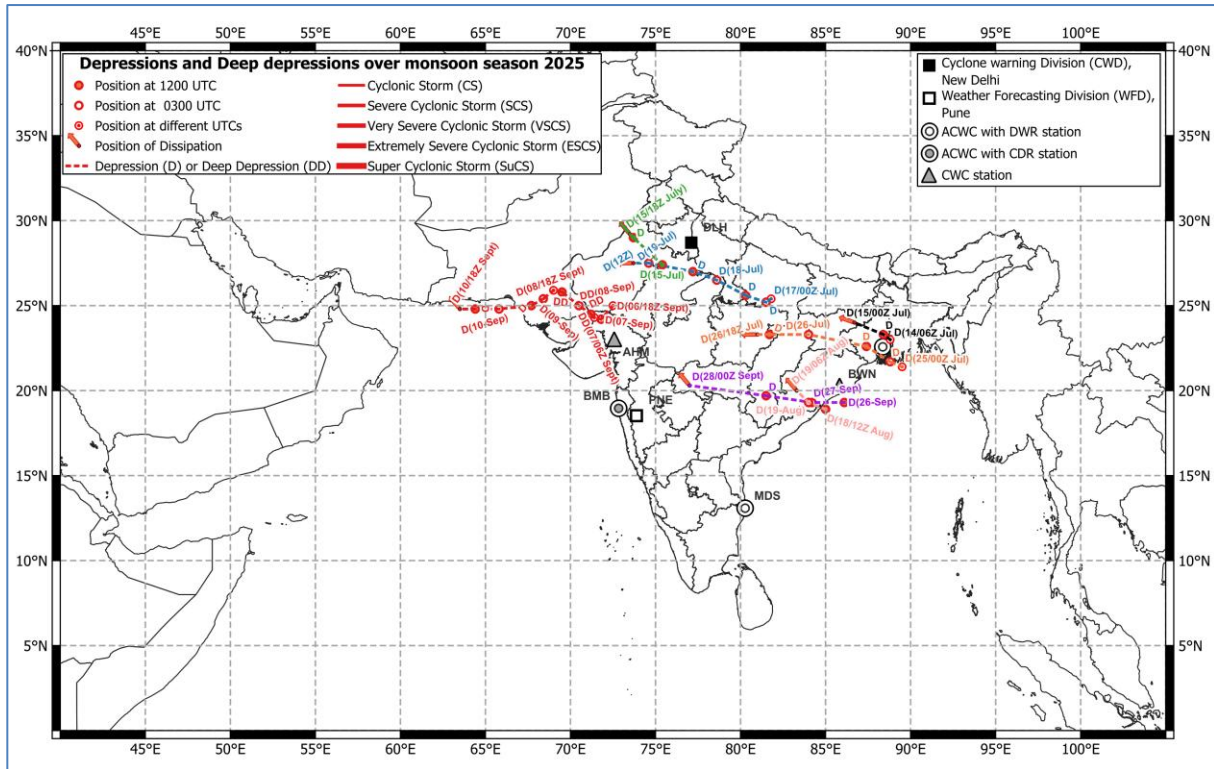 45°E 50°E 55°E 60°E 65°E 70°E 75°E 80°E 85°E 90°E 95°E 100°E
40°N
35°N
30°N
25°N
20°N
15°N
10°N
5°N
40°N
35°N
30°N
25°N
20°N
15°N
10°N
5°N
Depressions and Deep depressions over monsoon season 2025
Position at 1200 UTC
Position at 0300 UTC
Position at different UTCs
Position of Dissipation
Depression (D) or Deep Depression (DD)
Cyclonic Storm (CS)
Severe Cyclonic Storm (SCS)
Very Severe Cyclonic Storm (VSCS)
Extremely Severe Cyclonic Storm (ESCS)
Super Cyclonic Storm (SuCS)
Cyclone warning Division (CWD),
New Delhi
Weather Forecasting Division (WFD),
Pune
ACWC with DWR station
ACWC with CDR station
CWC station
D(15/18Z July)
D
DLH
D(12Z)
D(19-Jul)
D(15-Jul)
D
D(18-Jul)
D
D(17/00Z Jul)
D
D(10/18Z Sept)
D(10-Sep)
D(09-Sep)
D(08/18Z Sept)
DD
DD(08-Sep)
DD
DD(07/06Z Sept)
D(06/18Z Sept)
D(07-Sep)
D(15/00Z Jul)
D
D(14/06Z Jul)
D(26/18Z Jul)
D
D(26-Jul)
D
D
D(25/00Z Jul)
AHM
BWN
D(28/00Z Sept)
D
D(19/06Z Aug)
D(27-Sep)
D(26-Sep)
D(19-Aug)
D(18/12Z Aug)
BMB
PNE
MDS
45°E 50°E 55°E 60°E 65°E 70°E 75°E 80°E 85°E 90°E 95°E 100°E